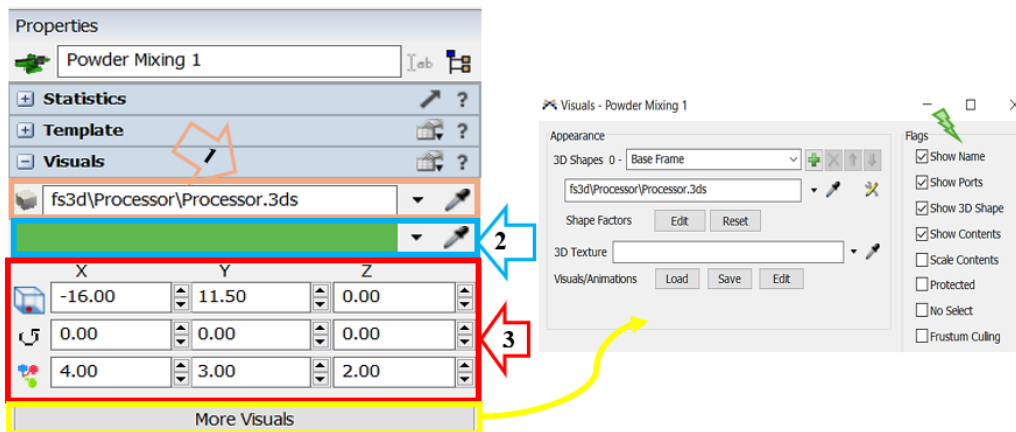 Properties
Powder Mixing 1
ab
Statistics ?
Template ?
1
Visuals ?
fs3d\Processor\Processor.3ds
2
X Y Z
-16.00 11.50 0.00
0.00 0.00 0.00
3
4.00 3.00 2.00
More Visuals
Visuals - Powder Mixing 1
Appearance
3D Shapes 0 - Base Frame
fs3d\Processor\Processor.3ds
Shape Factors Edit Reset
3D Texture
Visuals/Animations Load Save Edit
Flags
Show Name
Show Ports
Show 3D Shape
Show Contents
Scale Contents
Protected
No Select
Frustum Culling